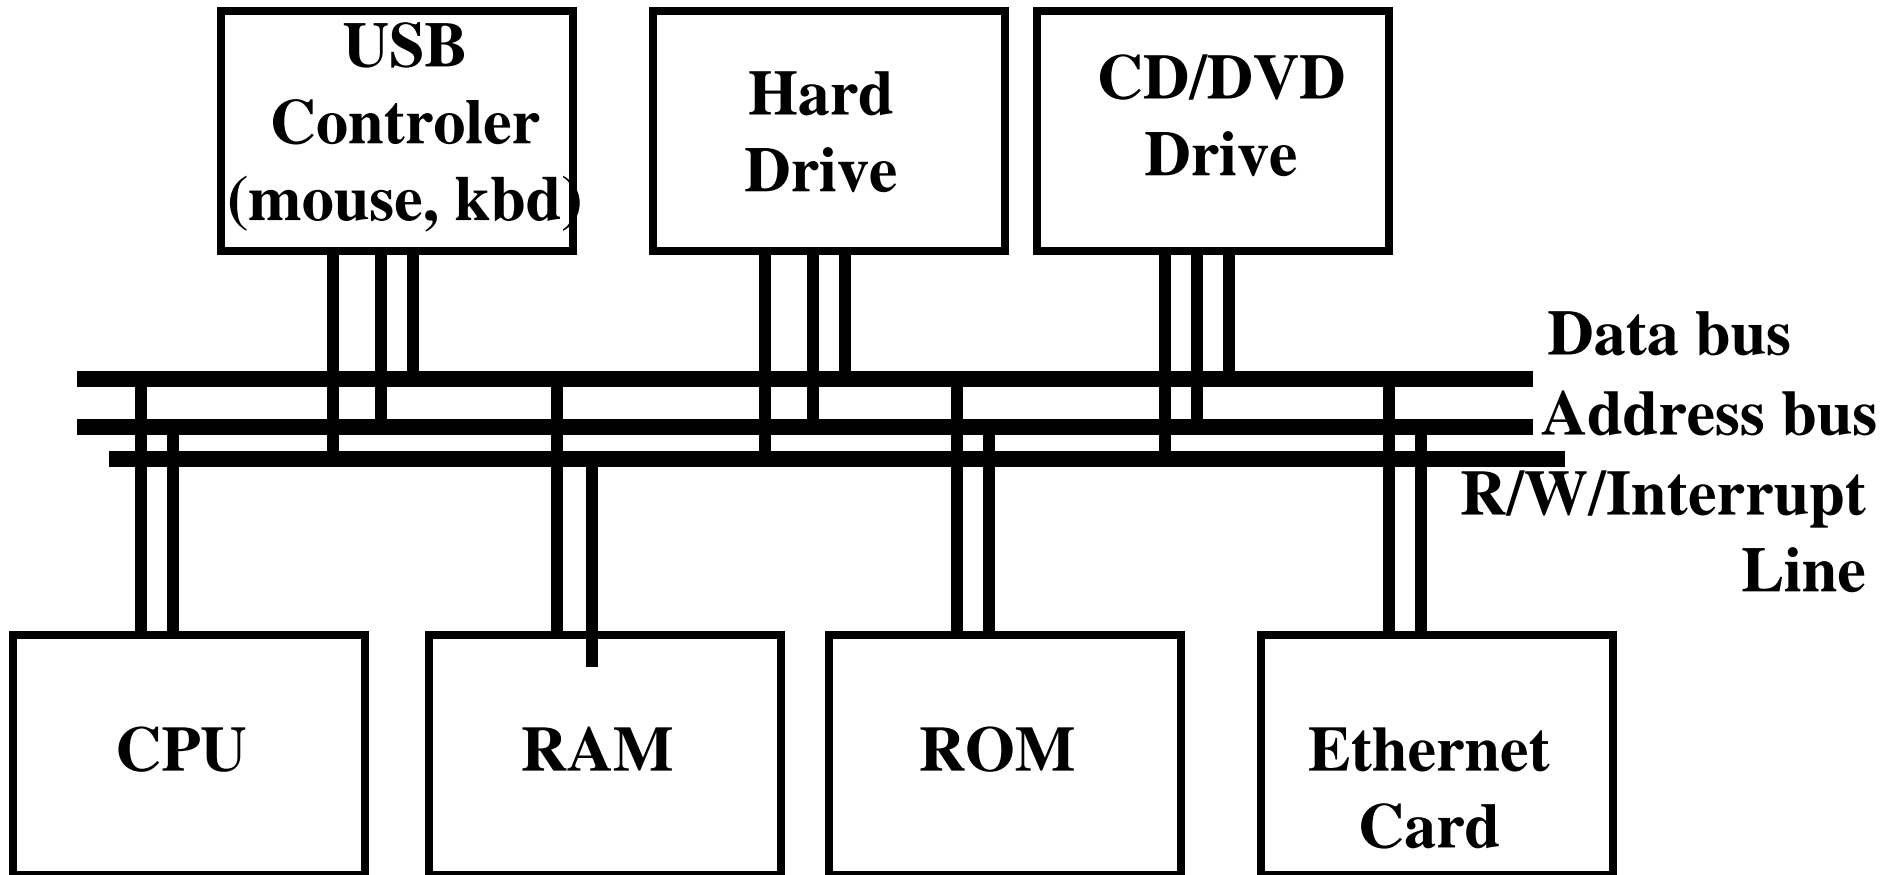 USB
Controler
(mouse, kbd)
Hard
Drive
CD/DVD
Drive
Data bus
Address bus
R/W/Interrupt
Line
CPU
RAM
ROM
Ethernet
Card